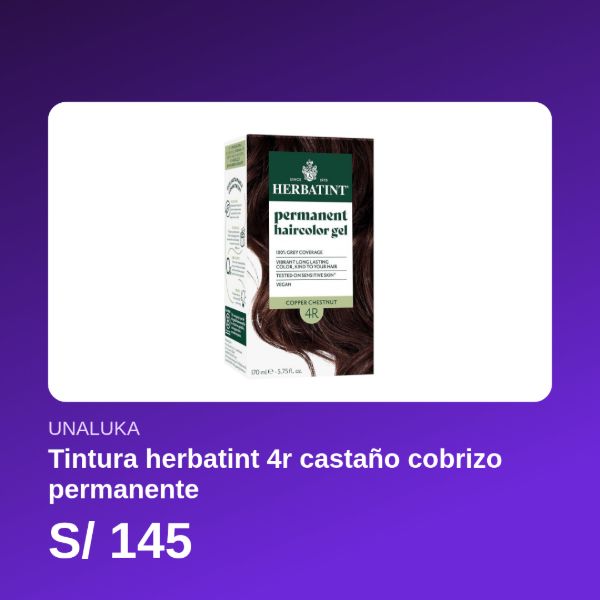 SINCE 1970
HERBATINT®
permanent
haircolor gel
100% GREY COVERAGE
VIBRANT LONG LASTING
COLOR, KIND TO YOUR HAIR
TESTED ON SENSITIVE SKIN*
VEGAN
COPPER CHESTNUT
4R
170 ml ℮ - 5.75 fl. oz.
UNALUKA
Tintura herbatint 4r castaño cobrizo
permanente
S/ 145